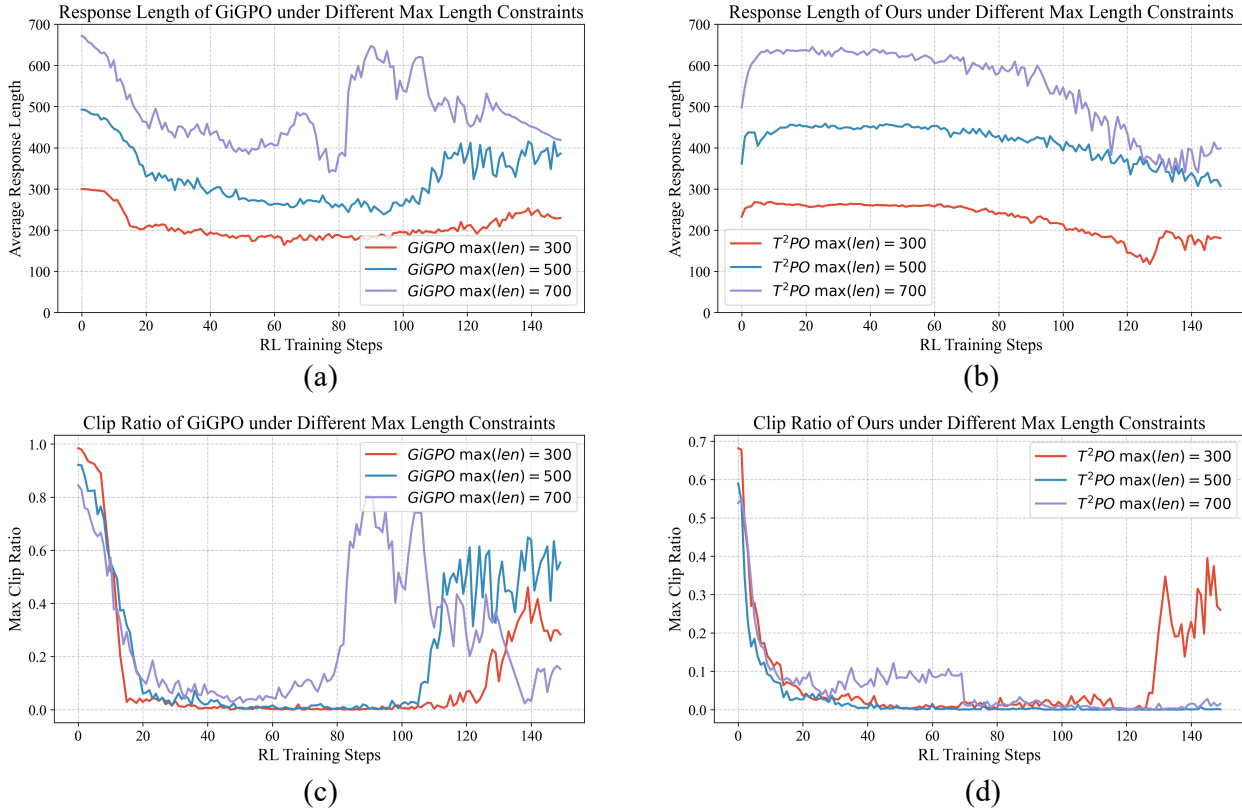 Response Length of GiGPO under Different Max Length Constraints
700
600
500
400
300
200
100
0
Average Response Length
GiGPO max(len) = 300
GiGPO max(len) = 500
GiGPO max(len) = 700
0 20 40 60 80 100 120 140
RL Training Steps
(a)
Response Length of Ours under Different Max Length Constraints
700
600
500
400
300
200
100
0
Average Response Length
T²PO max(len) = 300
T²PO max(len) = 500
T²PO max(len) = 700
0 20 40 60 80 100 120 140
RL Training Steps
(b)
Clip Ratio of GiGPO under Different Max Length Constraints
1.0
0.8
0.6
0.4
0.2
0.0
Max Clip Ratio
GiGPO max(len) = 300
GiGPO max(len) = 500
GiGPO max(len) = 700
0 20 40 60 80 100 120 140
RL Training Steps
(c)
Clip Ratio of Ours under Different Max Length Constraints
0.7
0.6
0.5
0.4
0.3
0.2
0.1
0.0
Max Clip Ratio
T²PO max(len) = 300
T²PO max(len) = 500
T²PO max(len) = 700
0 20 40 60 80 100 120 140
RL Training Steps
(d)